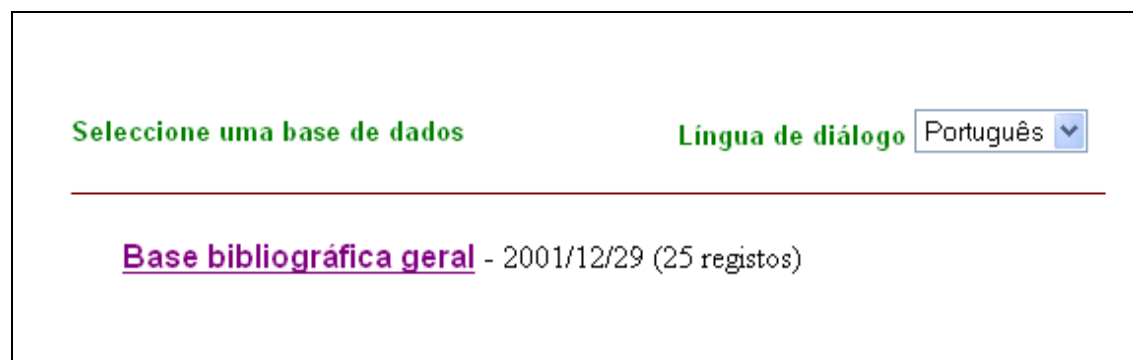 Seleccione uma base de dados
Língua de diálogo Português
Base bibliográfica geral - 2001/12/29 (25 registos)